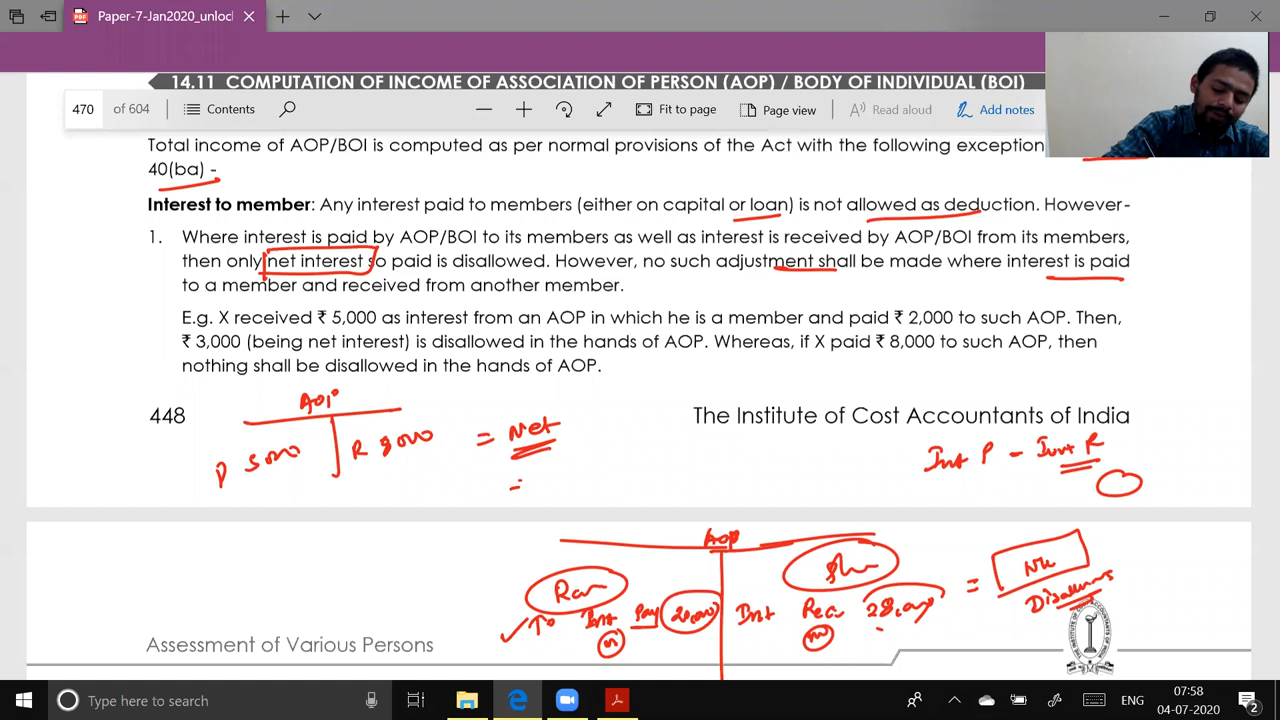 Paper-7-Jan2020_unlocl
14.11 COMPUTATION OF INCOME OF ASSOCIATION OF PERSON (AOP) / BODY OF INDIVIDUAL (BOI)
470 of 604 Contents Fit to page Page view Read aloud Add notes
Total income of AOP/BOI is computed as per normal provisions of the Act with the following exception
40(ba) -
Interest to member: Any interest paid to members (either on capital or loan) is not allowed as deduction. However-
1. Where interest is paid by AOP/BOI to its members as well as interest is received by AOP/BOI from its members,
then only net interest so paid is disallowed. However, no such adjustment shall be made where interest is paid
to a member and received from another member.
E.g. X received ₹ 5,000 as interest from an AOP in which he is a member and paid ₹ 2,000 to such AOP. Then,
₹ 3,000 (being net interest) is disallowed in the hands of AOP. Whereas, if X paid ₹ 8,000 to such AOP, then
nothing shall be disallowed in the hands of AOP.
AOP
448 The Institute of Cost Accountants of India
P 5000 R = Net
Int P - Int R
=
AOP
Ram =
To Int Pay 20,000 Int 28,000
Assessment of Various Persons
Type here to search
ENG
07:58
04-07-2020
2